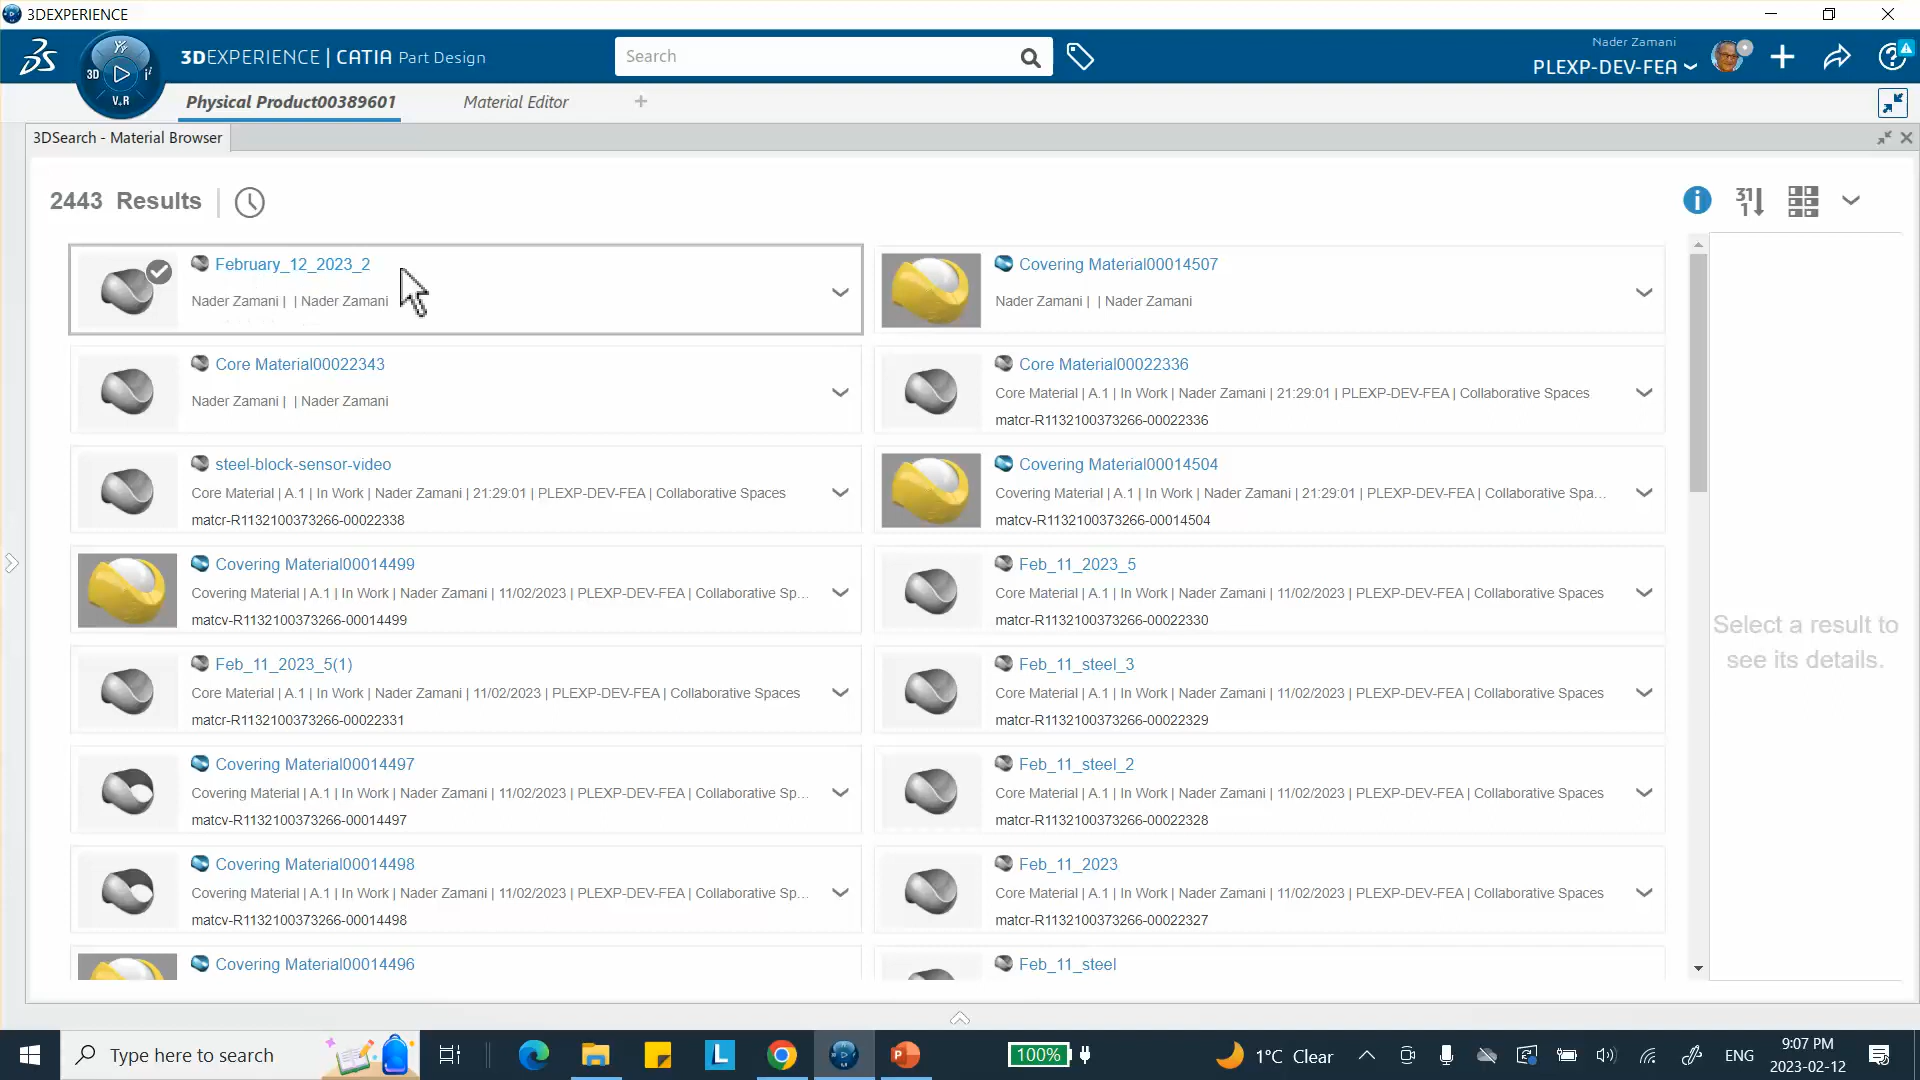 3DEXPERIENCE
3DEXPERIENCE | CATIA Part Design
Search
Nader Zamani
PLEXP-DEV-FEA
3D
V.R
Physical Product00389601
Material Editor
3DSearch - Material Browser
2443 Results
February_12_2023_2
Nader Zamani | | Nader Zamani
Covering Material00014507
Nader Zamani | | Nader Zamani
Core Material00022343
Nader Zamani | | Nader Zamani
Core Material00022336
Core Material | A.1 | In Work | Nader Zamani | 21:29:01 | PLEXP-DEV-FEA | Collaborative Spaces
matcr-R1132100373266-00022336
steel-block-sensor-video
Core Material | A.1 | In Work | Nader Zamani | 21:29:01 | PLEXP-DEV-FEA | Collaborative Spaces
matcr-R1132100373266-00022338
Covering Material00014504
Covering Material | A.1 | In Work | Nader Zamani | 21:29:01 | PLEXP-DEV-FEA | Collaborative Spa...
matcv-R1132100373266-00014504
Covering Material00014499
Covering Material | A.1 | In Work | Nader Zamani | 11/02/2023 | PLEXP-DEV-FEA | Collaborative Sp...
matcv-R1132100373266-00014499
Feb_11_2023_5
Core Material | A.1 | In Work | Nader Zamani | 11/02/2023 | PLEXP-DEV-FEA | Collaborative Spaces
matcr-R1132100373266-00022330
Feb_11_2023_5(1)
Core Material | A.1 | In Work | Nader Zamani | 11/02/2023 | PLEXP-DEV-FEA | Collaborative Spaces
matcr-R1132100373266-00022331
Feb_11_steel_3
Core Material | A.1 | In Work | Nader Zamani | 11/02/2023 | PLEXP-DEV-FEA | Collaborative Spaces
matcr-R1132100373266-00022329
Covering Material00014497
Covering Material | A.1 | In Work | Nader Zamani | 11/02/2023 | PLEXP-DEV-FEA | Collaborative Sp...
matcv-R1132100373266-00014497
Feb_11_steel_2
Core Material | A.1 | In Work | Nader Zamani | 11/02/2023 | PLEXP-DEV-FEA | Collaborative Spaces
matcr-R1132100373266-00022328
Covering Material00014498
Covering Material | A.1 | In Work | Nader Zamani | 11/02/2023 | PLEXP-DEV-FEA | Collaborative Sp...
matcv-R1132100373266-00014498
Feb_11_2023
Core Material | A.1 | In Work | Nader Zamani | 11/02/2023 | PLEXP-DEV-FEA | Collaborative Spaces
matcr-R1132100373266-00022327
Covering Material00014496
Feb_11_steel
Select a result to
see its details.
Type here to search
100%
1°C Clear
ENG
9:07 PM
2023-02-12